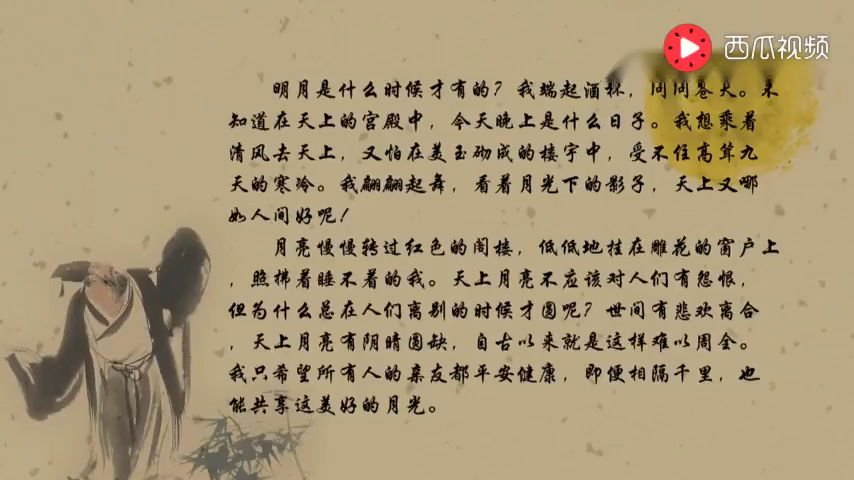 西瓜视频
明月是什么时候才有的?我端起酒杯,问问苍天。不
知道在天上的宫殿中,今天晚上是什么日子。我想乘着
清风去天上,又怕在美玉砌成的楼宇中,受不住高耸九
天的寒冷。我翩翩起舞,看着月光下的影子,天上又哪
如人间好呢!
月亮慢慢转过红色的阁楼,低低地挂在雕花的窗户上
,照拂着睡不着的我。天上月亮不应该对人们有怨恨,
但为什么总在人们离别的时候才圆呢?世间有悲欢离合
,天上月亮有阴晴圆缺,自古以来就是这样难以周全。
我只希望所有人的亲友都平安健康,即便相隔千里,也
能共享这美好的月光。